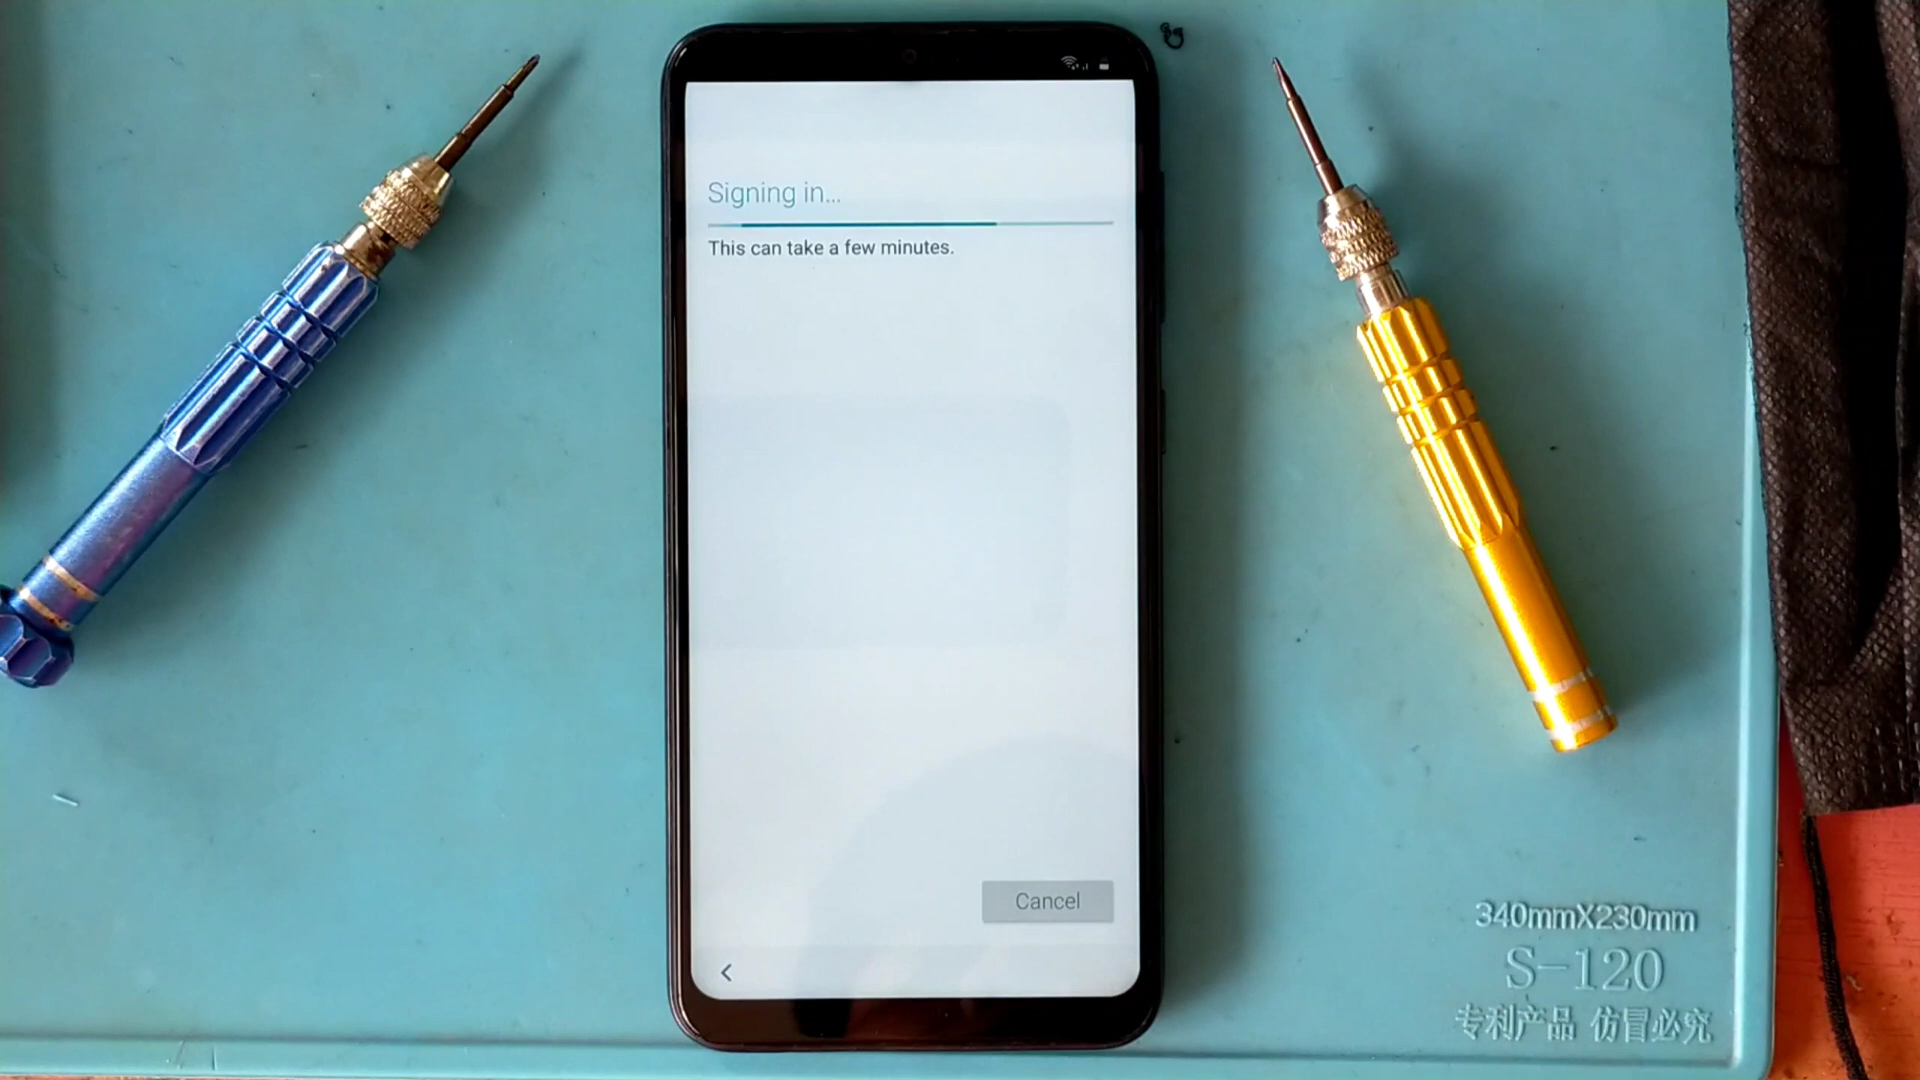 Signing in...
This can take a few minutes.
Cancel
340mmX230mm
S-120
专利产品 仿冒必究